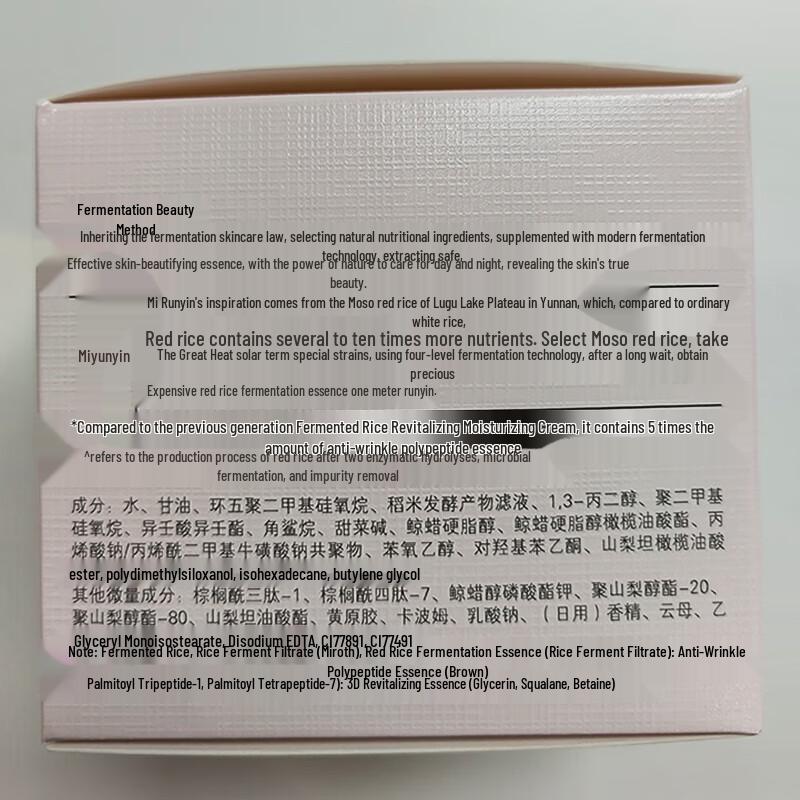 Fermentation Beauty
Method
Inheriting the fermentation skincare law, selecting natural nutritional ingredients, supplemented with modern fermentation
technology, extracting safe,
Effective skin-beautifying essence, with the power of nature to care for day and night, revealing the skin's true
beauty.
Mi Runyin's inspiration comes from the Moso red rice of Lugu Lake Plateau in Yunnan, which, compared to ordinary
white rice,
Red rice contains several to ten times more nutrients. Select Moso red rice, take
Miyunyin
The Great Heat solar term special strains, using four-level fermentation technology, after a long wait, obtain
precious
Expensive red rice fermentation essence one meter runyin.
*Compared to the previous generation Fermented Rice Revitalizing Moisturizing Cream, it contains 5 times the
amount of anti-wrinkle polypeptide essence
^refers to the production process of red rice after two enzymatic hydrolyses, microbial
fermentation, and impurity removal
成分：水、甘油、环五聚二甲基硅氧烷、稻米发酵产物滤液、1,3-丙二醇、聚二甲基
硅氧烷、异壬酸异壬酯、角鲨烷、甜菜碱、鲸蜡硬脂醇、鲸蜡硬脂醇橄榄油酸酯、丙
烯酸钠/丙烯酰二甲基牛磺酸钠共聚物、苯氧乙醇、对羟基苯乙酮、山梨坦橄榄油酸
ester, polydimethylsiloxanol, isohexadecane, butylene glycol
其他微量成分：棕榈酰三肽-1、棕榈酰四肽-7、鲸蜡醇磷酸酯钾、聚山梨醇酯-20、
聚山梨醇酯-80、山梨坦油酸酯、黄原胶、卡波姆、乳酸钠、（日用）香精、云母、乙
Glyceryl Monoisostearate, Disodium EDTA, CI77891, CI77491
Note: Fermented Rice, Rice Ferment Filtrate (Miroth), Red Rice Fermentation Essence (Rice Ferment Filtrate): Anti-Wrinkle
Polypeptide Essence (Brown)
Palmitoyl Tripeptide-1, Palmitoyl Tetrapeptide-7): 3D Revitalizing Essence (Glycerin, Squalane, Betaine)